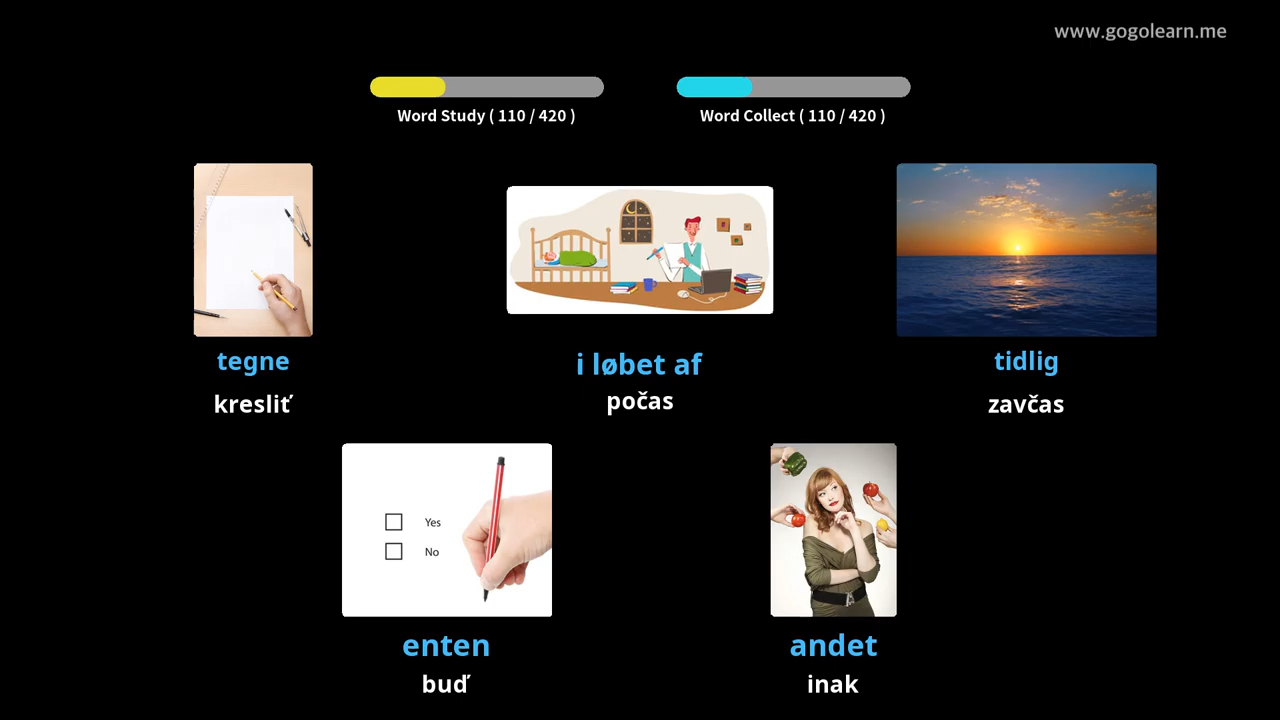 www.gogolearn.me
Word Study ( 110 / 420 )
Word Collect ( 110 / 420 )
tegne
kresliť
i løbet af
počas
tidlig
zavčas
Yes
No
enten
buď
andet
inak